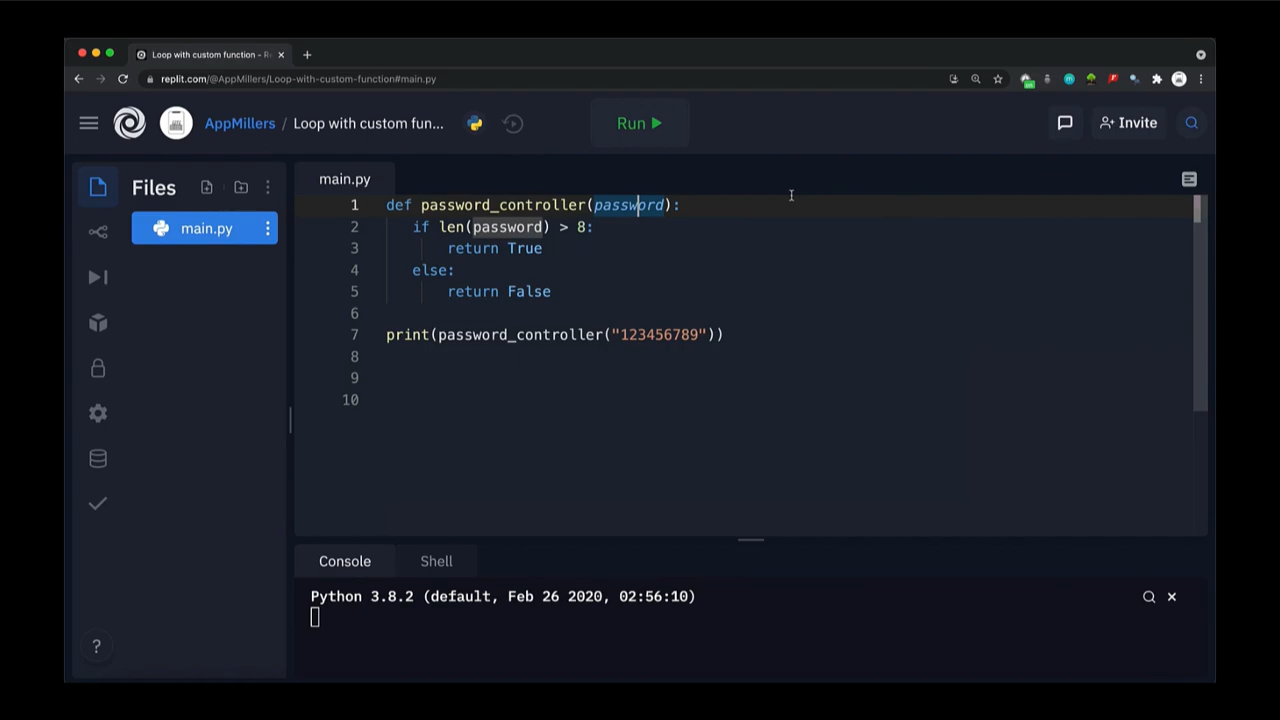 Loop with custom function - R
replit.com/@AppMillers/Loop-with-custom-function#main.py
AppMillers / Loop with custom fun...
Run
Invite
Files
main.py
main.py
1 def password_controller(password):
2 if len(password) > 8:
3 return True
4 else:
5 return False
6
7 print(password_controller("123456789"))
8
9
10
Console
Shell
Python 3.8.2 (default, Feb 26 2020, 02:56:10)
?